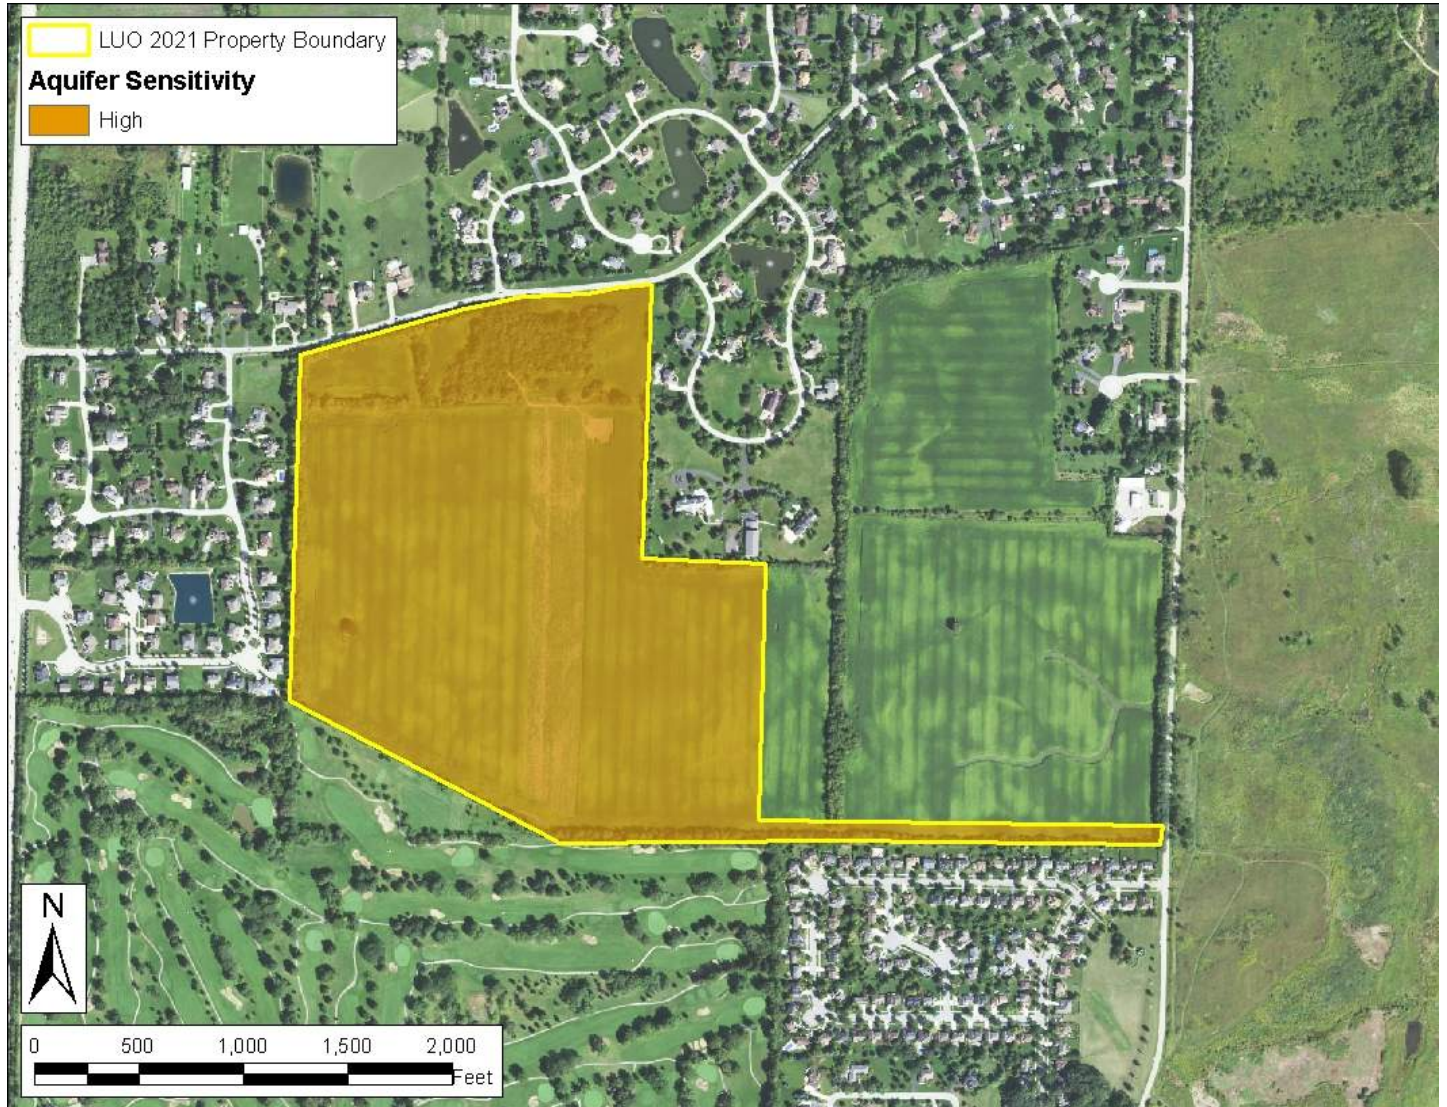 LUO 2021 Property Boundary
Aquifer Sensitivity
High
N
0 500 1,000 1,500 2,000
Feet